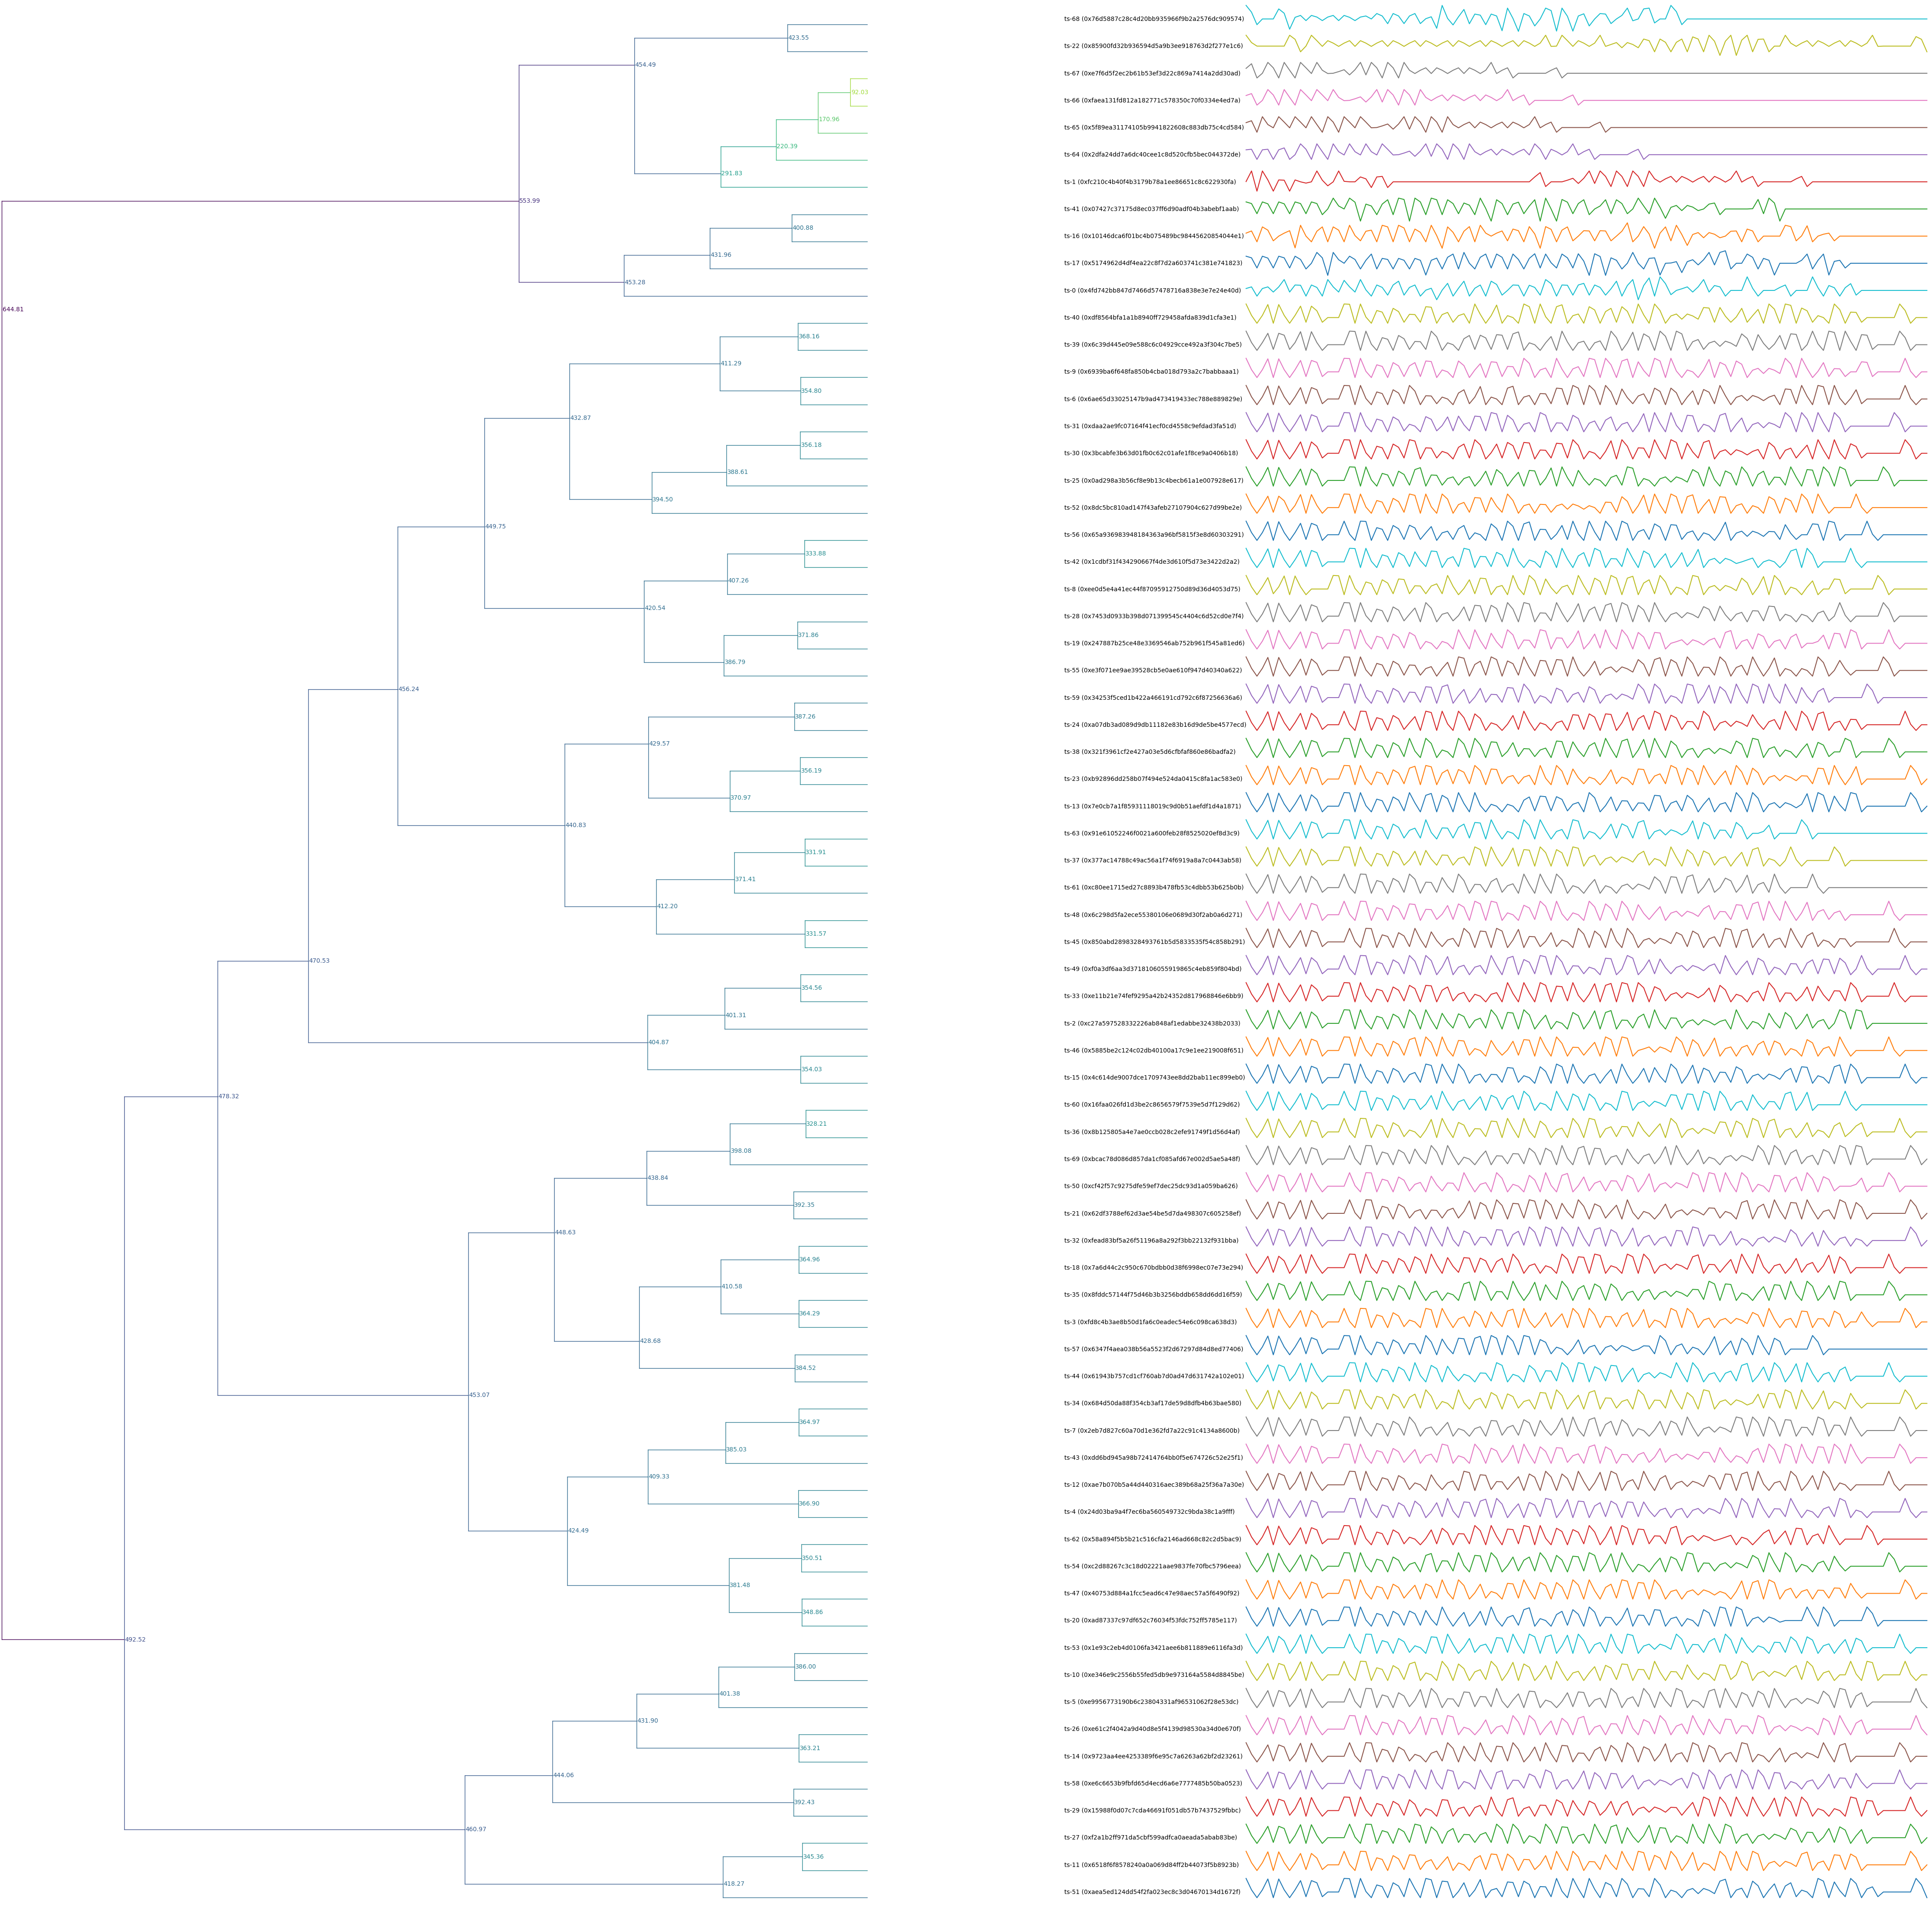 423.55
454.49
92.03
170.96
220.39
291.83
553.99
400.88
431.96
453.28
644.81
368.16
411.29
354.80
432.87
356.18
388.61
394.50
449.75
333.88
407.26
420.54
371.86
386.79
456.24
387.26
429.57
356.19
370.97
440.83
331.91
371.41
412.20
331.57
470.53
354.56
401.31
404.87
354.03
478.32
328.21
398.08
438.84
392.35
448.63
364.96
410.58
364.29
428.68
384.52
453.07
364.97
385.03
409.33
366.90
424.49
350.51
381.48
348.86
492.52
386.00
401.38
431.90
363.21
444.06
392.43
460.97
345.36
418.27
ts-68 (0x76d5887c28c4d20bb935966f9b2a2576dc909574)
ts-22 (0x85900fd32b936594d5a9b3ee918763d2f277e1c6)
ts-67 (0xe7f6d5f2ec2b61b53ef3d22c869a7414a2dd30ad)
ts-66 (0xfaea131fd812a182771c578350c70f0334e4ed7a)
ts-65 (0x5f89ea31174105b9941822608c883db75c4cd584)
ts-64 (0x2dfa24dd7a6dc40cee1c8d520cfb5bec044372de)
ts-1 (0xfc210c4b40f4b3179b78a1ee86651c8c622930fa)
ts-41 (0x07427c37175d8ec037ff6d90adf04b3abebf1aab)
ts-16 (0x10146dca6f01bc4b075489bc98445620854044e1)
ts-17 (0x5174962d4df4ea22c8f7d2a603741c381e741823)
ts-0 (0x4fd742bb847d7466d57478716a838e3e7e24e40d)
ts-40 (0xdf8564bfa1a1b8940ff729458afda839d1cfa3e1)
ts-39 (0x6c39d445e09e588c6c04929cce492a3f304c7be5)
ts-9 (0x6939ba6f648fa850b4cba018d793a2c7babbaaa1)
ts-6 (0x6ae65d33025147b9ad473419433ec788e889829e)
ts-31 (0xdaa2ae9fc07164f41ecf0cd4558c9efdad3fa51d)
ts-30 (0x3bcabfe3b63d01fb0c62c01afe1f8ce9a0406b18)
ts-25 (0x0ad298a3b56cf8e9b13c4becb61a1e007928e617)
ts-52 (0x8dc5bc810ad147f43afeb27107904c627d99be2e)
ts-56 (0x65a936983948184363a96bf5815f3e8d60303291)
ts-42 (0x1cdbf31f434290667f4de3d610f5d73e3422d2a2)
ts-8 (0xee0d5e4a41ec44f87095912750d89d36d4053d75)
ts-28 (0x7453d0933b398d071399545c4404c6d52cd0e7f4)
ts-19 (0x247887b25ce48e3369546ab752b961f545a81ed6)
ts-55 (0xe3f071ee9ae39528cb5e0ae610f947d40340a622)
ts-59 (0x34253f5ced1b422a466191cd792c6f87256636a6)
ts-24 (0xa07db3ad089d9db11182e83b16d9de5be4577ecd)
ts-38 (0x321f3961cf2e427a03e5d6cfbfaf860e86badfa2)
ts-23 (0xb92896dd258b07f494e524da0415c8fa1ac583e0)
ts-13 (0x7e0cb7a1f85931118019c9d0b51aefdf1d4a1871)
ts-63 (0x91e61052246f0021a600feb28f8525020ef8d3c9)
ts-37 (0x377ac14788c49ac56a1f74f6919a8a7c0443ab58)
ts-61 (0xc80ee1715ed27c8893b478fb53c4dbb53b625b0b)
ts-48 (0x6c298d5fa2ece55380106e0689d30f2ab0a6d271)
ts-45 (0x850abd2898328493761b5d5833535f54c858b291)
ts-49 (0xf0a3df6aa3d3718106055919865c4eb859f804bd)
ts-33 (0xe11b21e74fef9295a42b24352d817968846e6bb9)
ts-2 (0xc27a597528332226ab848af1edabbe32438b2033)
ts-46 (0x5885be2c124c02db40100a17c9e1ee219008f651)
ts-15 (0x4c614de9007dce1709743ee8dd2bab11ec899eb0)
ts-60 (0x16faa026fd1d3be2c8656579f7539e5d7f129d62)
ts-36 (0x8b125805a4e7ae0ccb028c2efe91749f1d56d4af)
ts-69 (0xbcac78d086d857da1cf085afd67e002d5ae5a48f)
ts-50 (0xcf42f57c9275dfe59ef7dec25dc93d1a059ba626)
ts-21 (0x62df3788ef62d3ae54be5d7da498307c605258ef)
ts-32 (0xfead83bf5a26f51196a8a292f3bb22132f931bba)
ts-18 (0x7a6d44c2c950c670bdbb0d38f6998ec07e73e294)
ts-35 (0x8fddc57144f75d46b3b3256bddb658dd6dd16f59)
ts-3 (0xfd8c4b3ae8b50d1fa6c0eadec54e6c098ca638d3)
ts-57 (0x6347f4aea038b56a5523f2d67297d84d8ed77406)
ts-44 (0x61943b757cd1cf760ab7d0ad47d631742a102e01)
ts-34 (0x684d50da88f354cb3af17de59d8dfb4b63bae580)
ts-7 (0x2eb7d827c60a70d1e362fd7a22c91c4134a8600b)
ts-43 (0xdd6bd945a98b72414764bb0f5e674726c52e25f1)
ts-12 (0xae7b070b5a44d440316aec389b68a25f36a7a30e)
ts-4 (0x24d03ba9a4f7ec6ba560549732c9bda38c1a9fff)
ts-62 (0x58a894f5b5b21c516cfa2146ad668c82c2d5bac9)
ts-54 (0xc2d88267c3c18d02221aae9837fe70fbc5796eea)
ts-47 (0x40753d884a1fcc5ead6c47e98aec57a5f6490f92)
ts-20 (0xad87337c97df652c76034f53fdc752ff5785e117)
ts-53 (0x1e93c2eb4d0106fa3421aee6b811889e6116fa3d)
ts-10 (0xe346e9c2556b55fed5db9e973164a5584d8845be)
ts-5 (0xe9956773190b6c23804331af96531062f28e53dc)
ts-26 (0xe61c2f4042a9d40d8e5f4139d98530a34d0e670f)
ts-14 (0x9723aa4ee4253389f6e95c7a6263a62bf2d23261)
ts-58 (0xe6c6653b9fbfd65d4ecd6a6e7777485b50ba0523)
ts-29 (0x15988f0d07c7cda46691f051db57b7437529fbbc)
ts-27 (0xf2a1b2ff971da5cbf599adfca0aeada5abab83be)
ts-11 (0x6518f6f8578240a0a069d84ff2b44073f5b8923b)
ts-51 (0xaea5ed124dd54f2fa023ec8c3d04670134d1672f)